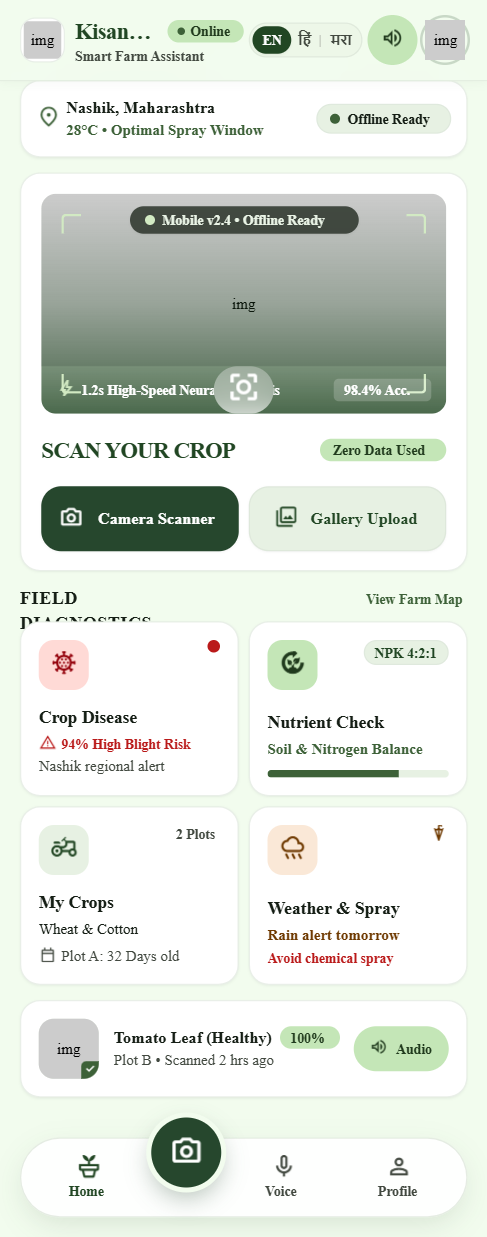 img
Kisan...
Online
Smart Farm Assistant
EN
हिं | मरा
img
Nashik, Maharashtra
28°C • Optimal Spray Window
Offline Ready
Mobile v2.4 • Offline Ready
img
1.2s High-Speed
98.4% Acc.
SCAN YOUR CROP
Zero Data Used
Camera Scanner
Gallery Upload
FIELD
DIAGNOSTICS
View Farm Map
Crop Disease
94% High Blight Risk
Nashik regional alert
NPK 4:2:1
Nutrient Check
Soil & Nitrogen Balance
2 Plots
My Crops
Wheat & Cotton
Plot A: 32 Days old
Weather & Spray
Rain alert tomorrow
Avoid chemical spray
img
Tomato Leaf (Healthy)
100%
Plot B • Scanned 2 hrs ago
Audio
Home
Voice
Profile